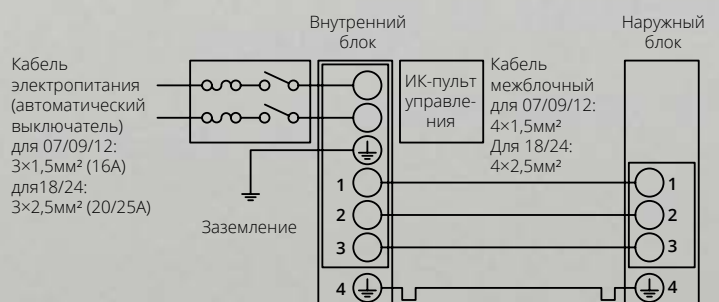 Внутренний
блок
Наружный
блок
Кабель
электропитания
(автоматический
выключатель)
для 07/09/12:
3×1,5мм² (16А)
для18/24:
3×2,5мм² (20/25А)
Заземление
ИК-пульт
управле-
ния
Кабель
межблочный
для 07/09/12:
4×1,5мм²
Для 18/24:
4×2,5мм²
1
2
3
4
1
2
3
4